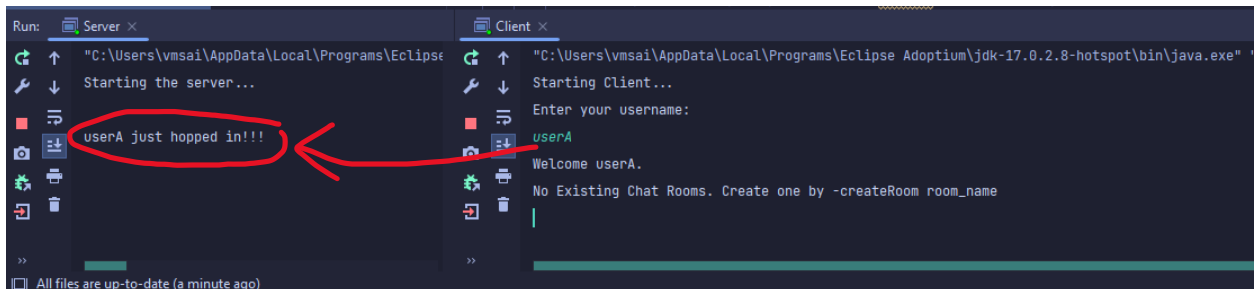 Run: Server × Client ×
"C:\Users\vmsai\AppData\Local\Programs\Eclipse
Starting the server...
userA just hopped in!!!
"C:\Users\vmsai\AppData\Local\Programs\Eclipse Adoptium\jdk-17.0.2.8-hotspot\bin\java.exe" "
Starting Client...
Enter your username:
userA
Welcome userA.
No Existing Chat Rooms. Create one by -createRoom room_name
All files are up-to-date (a minute ago)